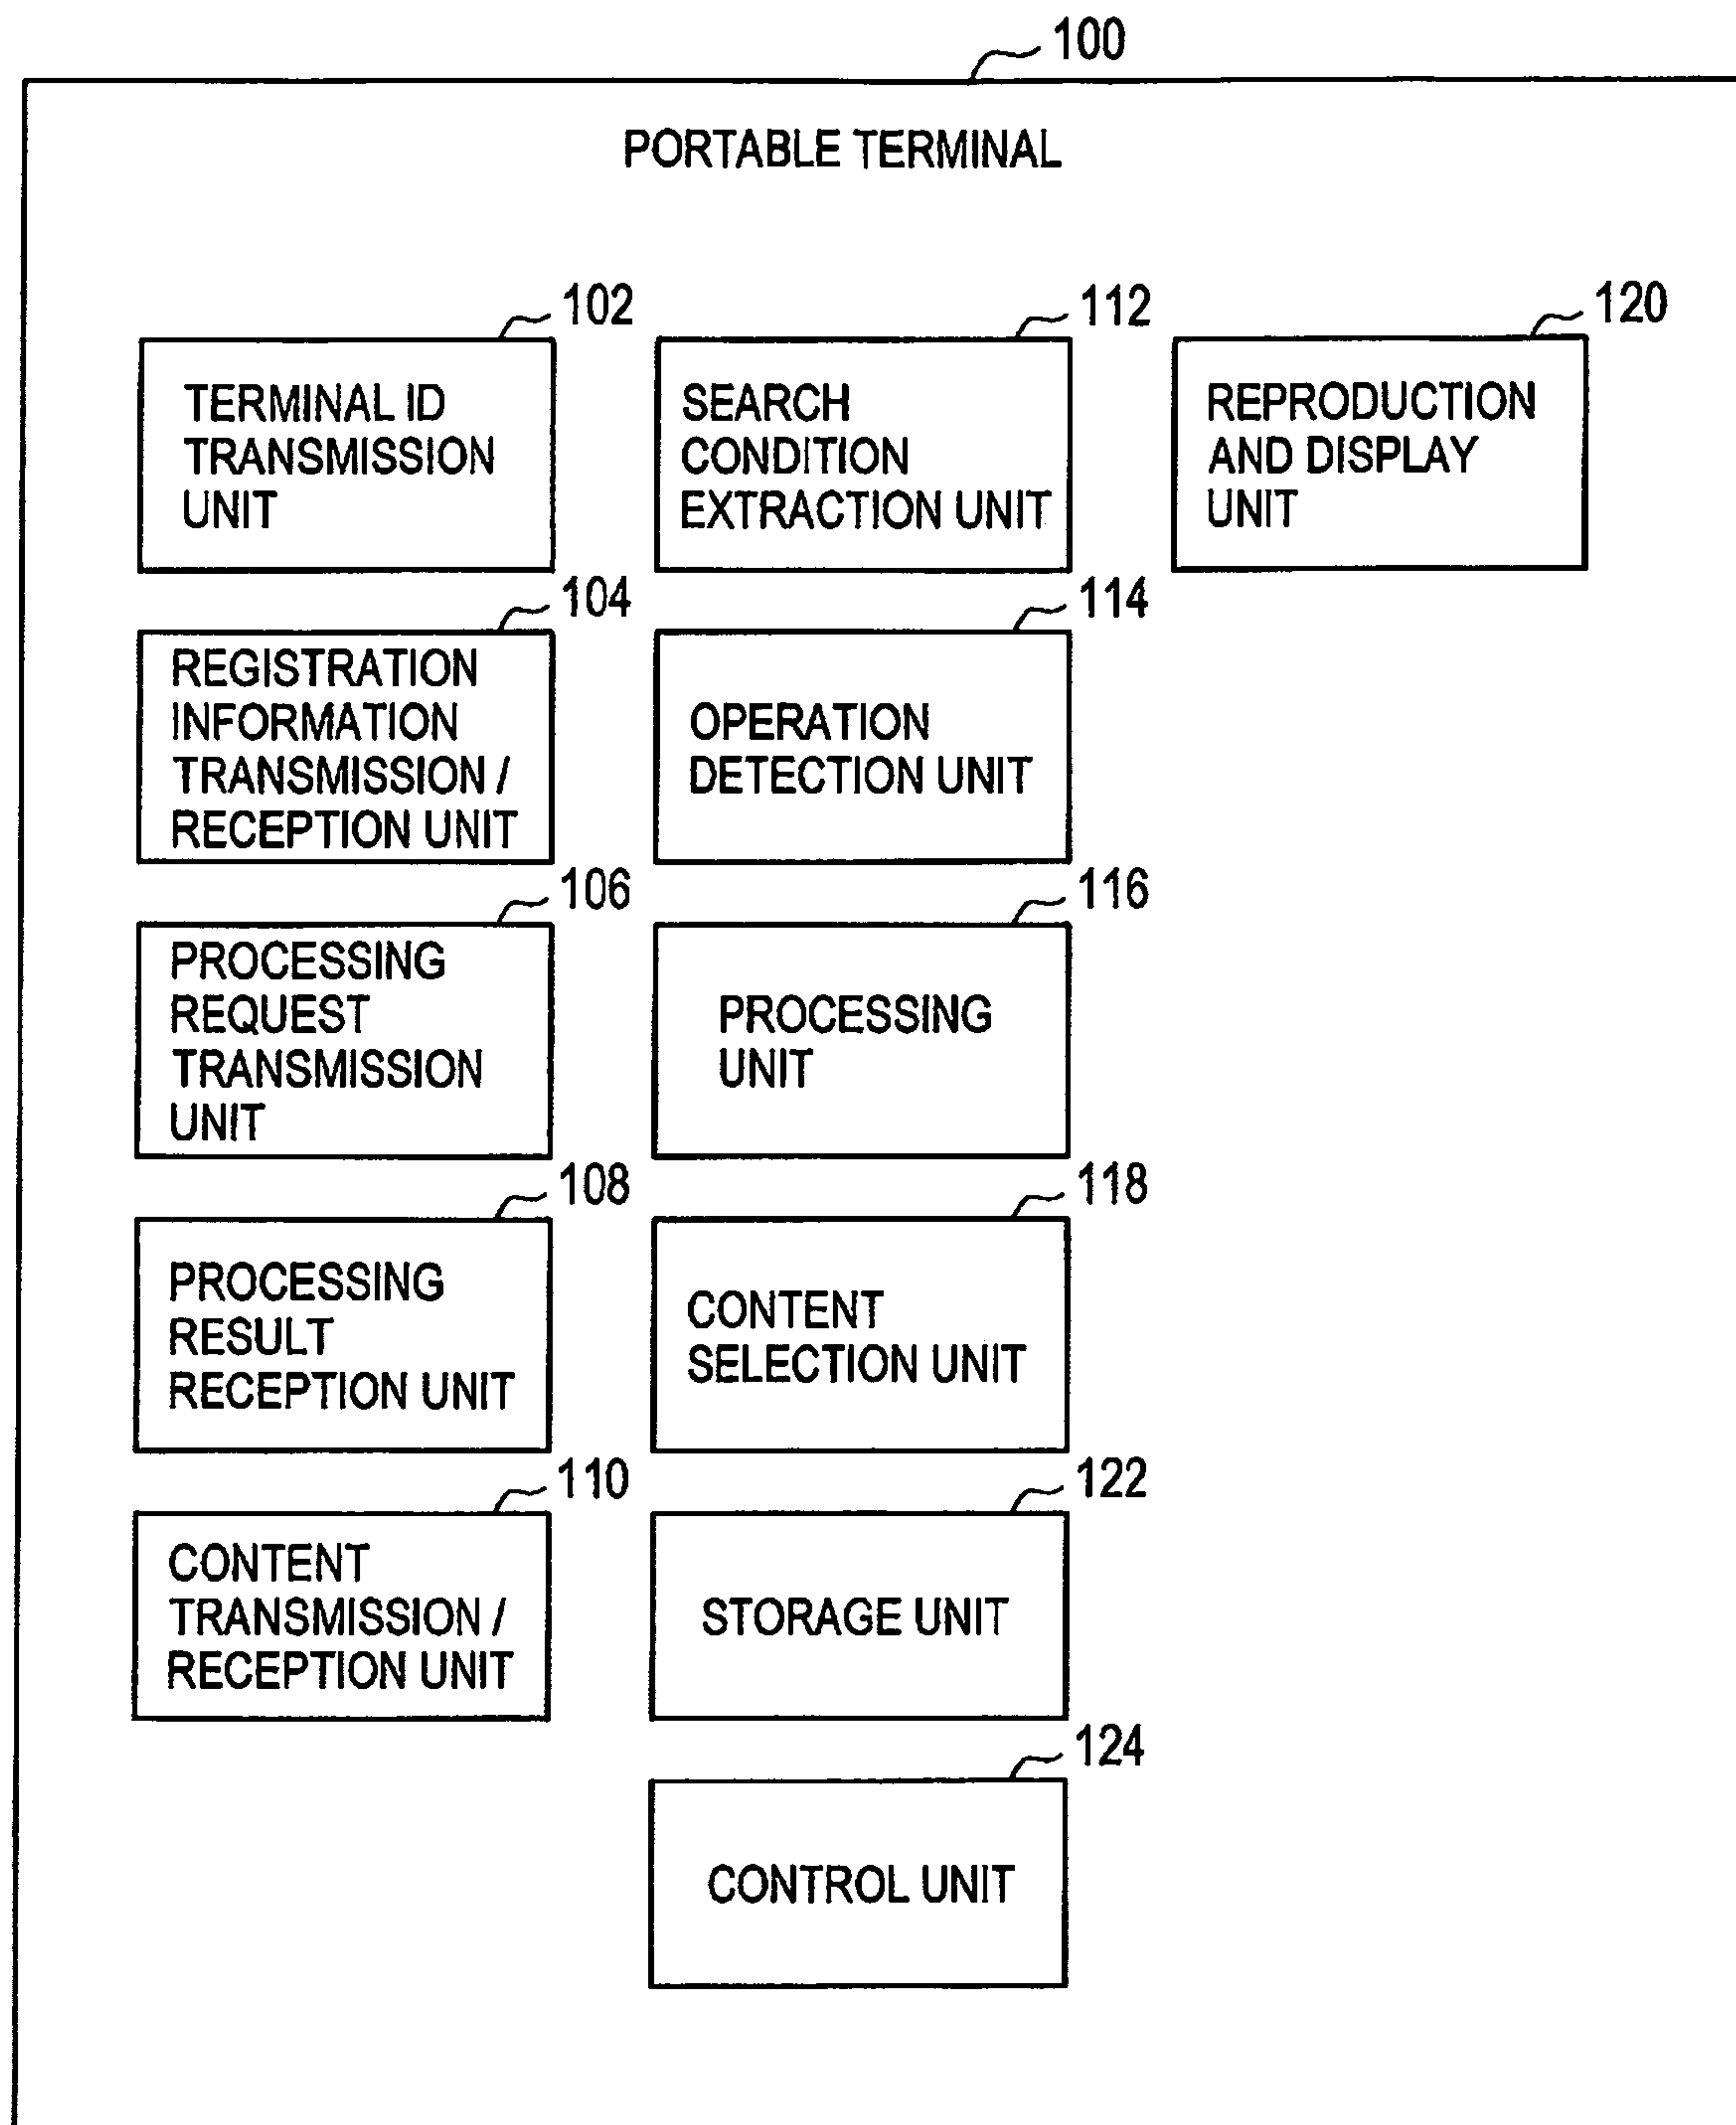 100
PORTABLE TERMINAL
102
TERMINAL ID
TRANSMISSION
UNIT
112
SEARCH
CONDITION
EXTRACTION UNIT
120
REPRODUCTION
AND DISPLAY
UNIT
104
REGISTRATION
INFORMATION
TRANSMISSION /
RECEPTION UNIT
114
OPERATION
DETECTION UNIT
106
PROCESSING
REQUEST
TRANSMISSION
UNIT
116
PROCESSING
UNIT
108
PROCESSING
RESULT
RECEPTION UNIT
118
CONTENT
SELECTION UNIT
110
CONTENT
TRANSMISSION /
RECEPTION UNIT
122
STORAGE UNIT
124
CONTROL UNIT